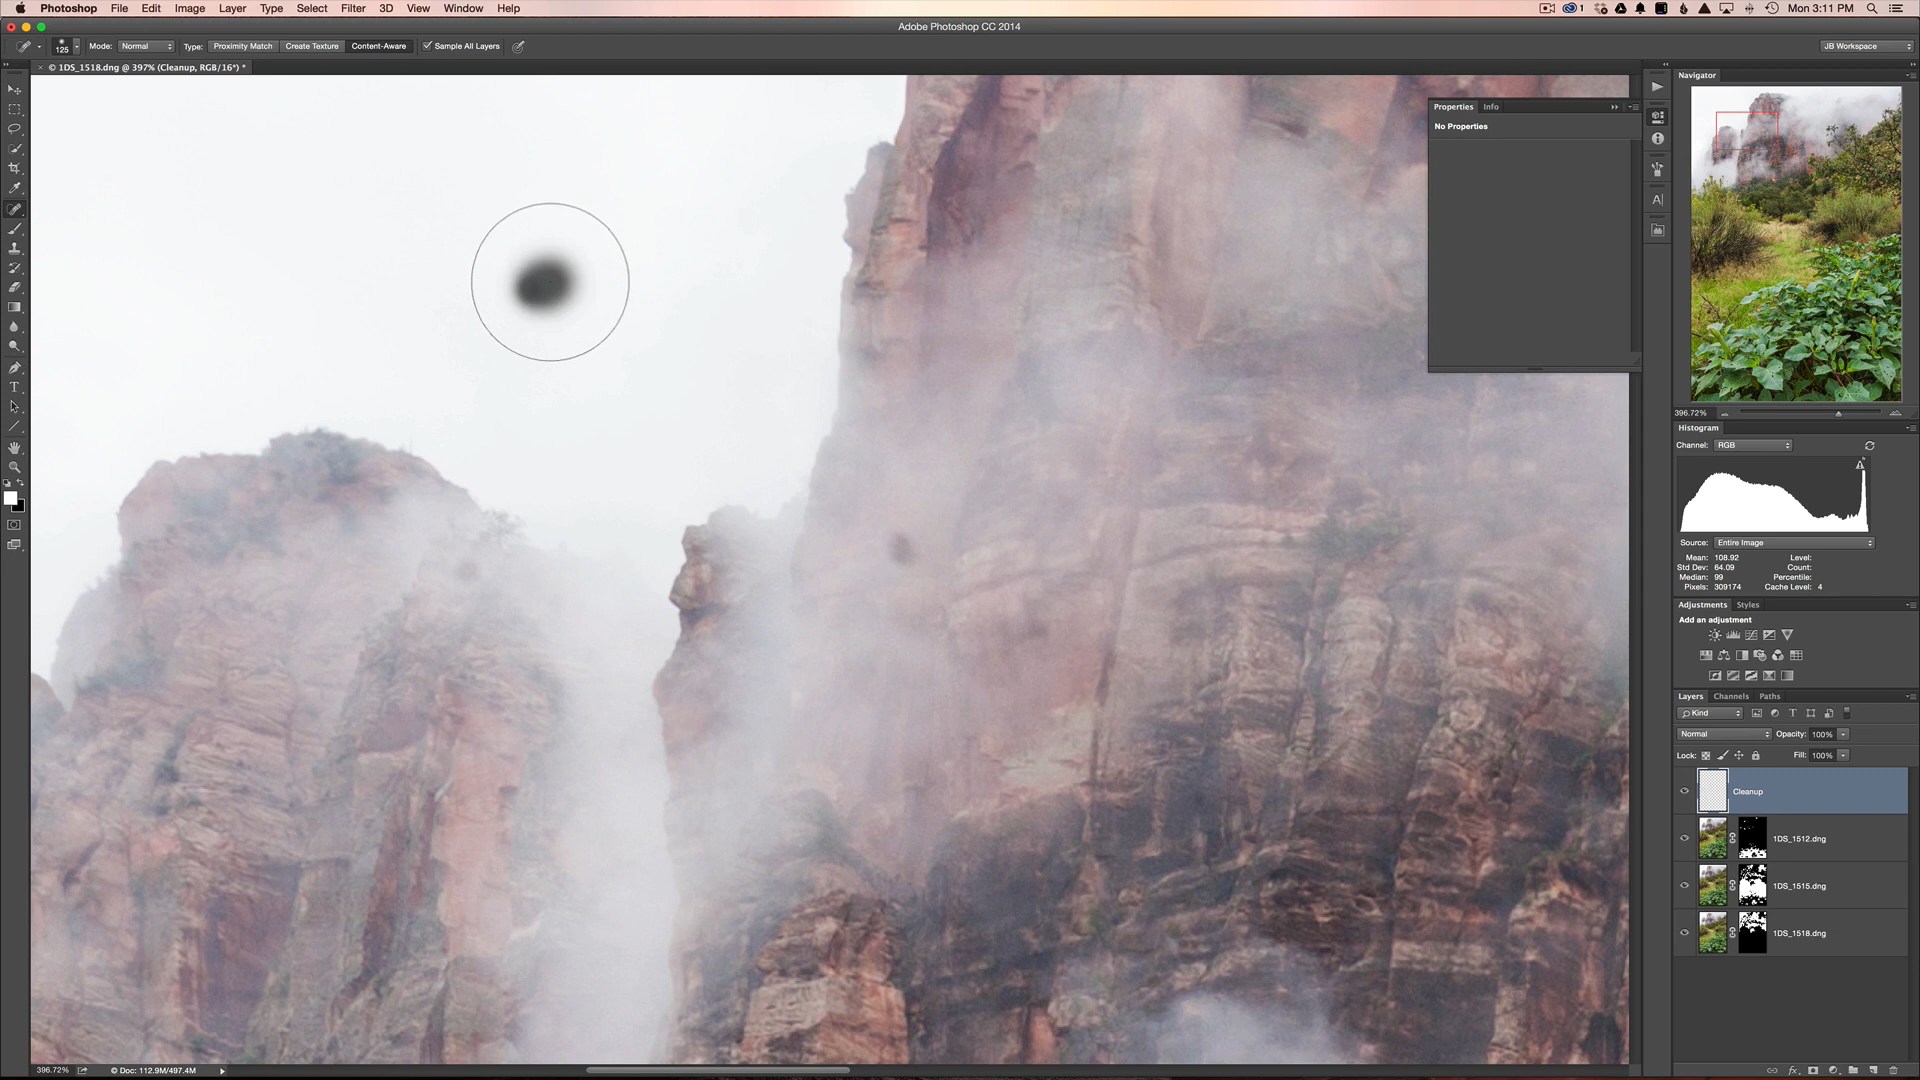 Photoshop File Edit Image Layer Type Select Filter 3D View Window Help 1 Mon 3:11 PM
Adobe Photoshop CC 2014
125 Mode: Normal Type: Proximity Match Create Texture Content-Aware Sample All Layers JB Workspace
× © 1DS_1518.dng @ 397% (Cleanup, RGB/16*) *
Navigator
Properties Info
No Properties
396.72%
Histogram
Channel: RGB
Source: Entire Image
Mean: 108.92 Level:
Std Dev: 64.09 Count:
Median: 99 Percentile:
Pixels: 309174 Cache Level: 4
Adjustments Styles
Add an adjustment
Layers Channels Paths
Kind
Normal Opacity: 100%
Lock: Fill: 100%
Cleanup
1DS_1512.dng
1DS_1515.dng
1DS_1518.dng
396.72% © Doc: 112.9M/497.4M